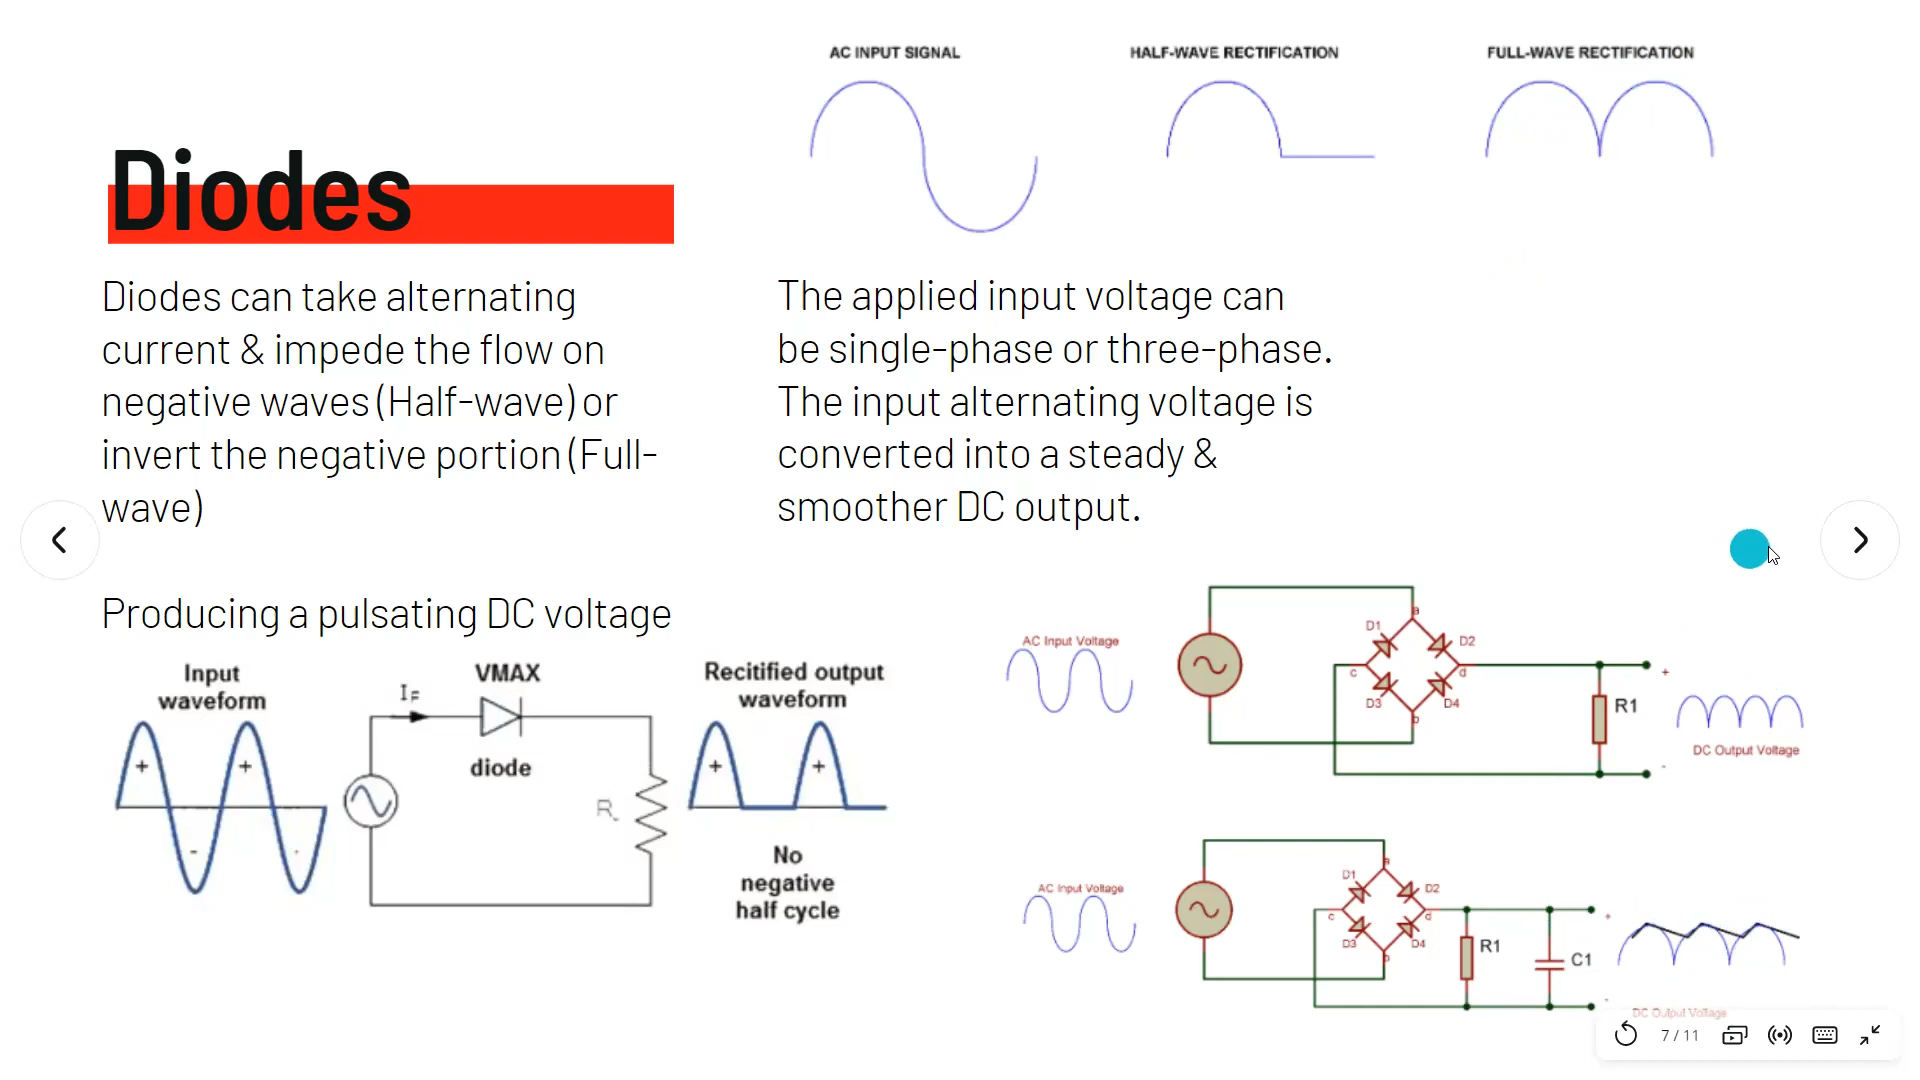 AC INPUT SIGNAL
HALF-WAVE RECTIFICATION
FULL-WAVE RECTIFICATION
Diodes
Diodes can take alternating
current & impede the flow on
negative waves (Half-wave) or
invert the negative portion (Full-
wave)
Producing a pulsating DC voltage
The applied input voltage can
be single-phase or three-phase.
The input alternating voltage is
converted into a steady &
smoother DC output.
Input
waveform
+
+
-
-
IF
VMAX
diode
R
Recitified output
waveform
+
+
No
negative
half cycle
AC Input Voltage
a
D1
D2
c
d
D3
D4
b
R1
+
-
DC Output Voltage
AC Input Voltage
a
D1
D2
c
d
D3
D4
b
R1
C1
+
-
DC Output Voltage
7 / 11